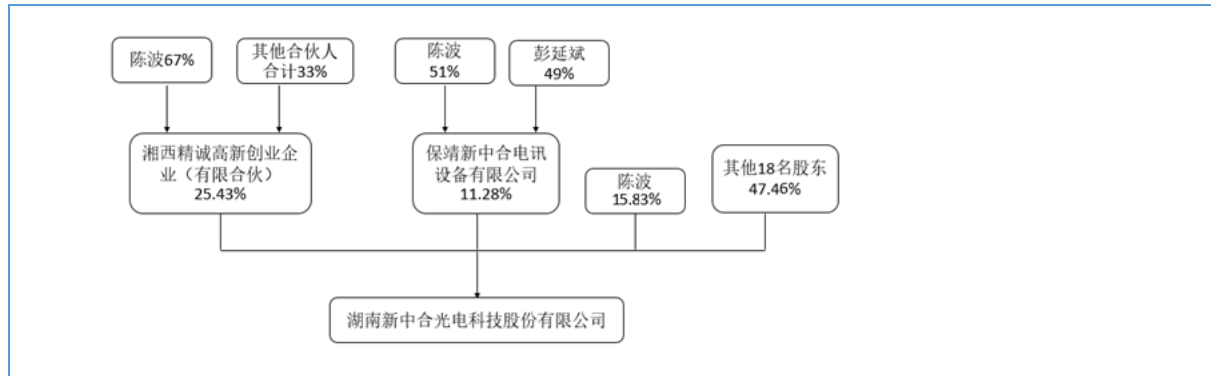 陈波67%
其他合伙人
合计33%
陈波
51%
彭延斌
49%
湘西精诚高新创业企
业（有限合伙）
25.43%
保靖新中合电讯
设备有限公司
11.28%
陈波
15.83%
其他18名股东
47.46%
湖南新中合光电科技股份有限公司